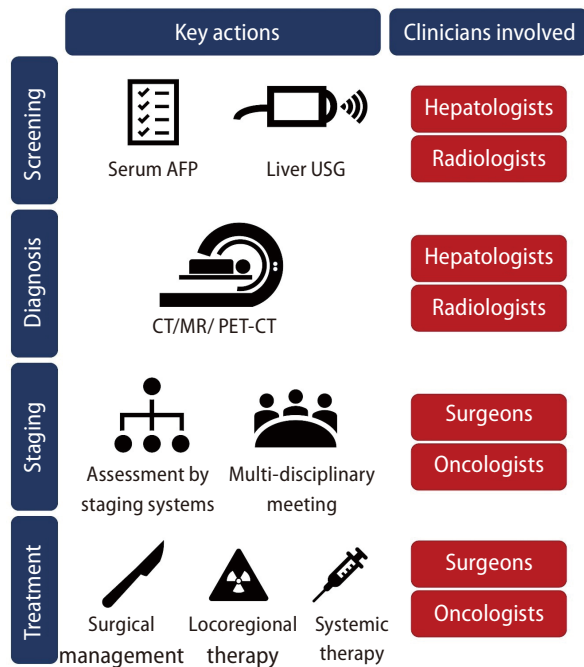 Key actions
Clinicians involved
Screening
Serum AFP
Liver USG
Hepatologists
Radiologists
Diagnosis
CT/MR/ PET-CT
Hepatologists
Radiologists
Staging
Assessment by
staging systems
Multi-disciplinary
meeting
Surgeons
Oncologists
Treatment
Surgical
management
Locoregional
therapy
Systemic
therapy
Surgeons
Oncologists